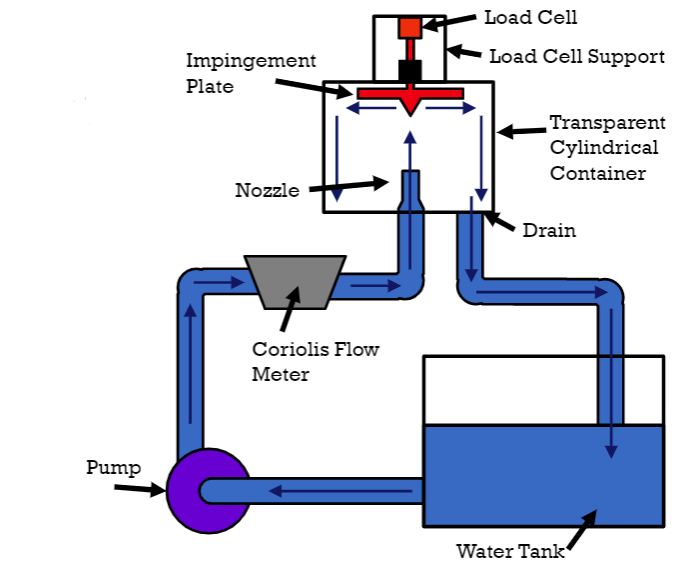 Load Cell
Load Cell Support
Impingement
Plate
Transparent
Cylindrical
Container
Nozzle
Drain
Coriolis Flow
Meter
Pump
Water Tank